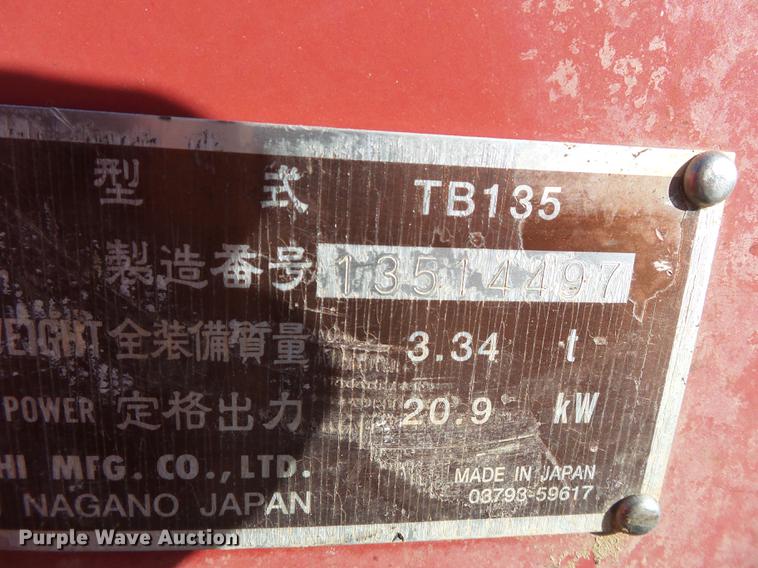 型 式 TB135
製造番号 13514497
WEIGHT 全装備質量 3.34 t
POWER 定格出力 20.9 kW
HI MFG. CO.,LTD.
NAGANO JAPAN
MADE IN JAPAN
03793-59617
Purple Wave Auction